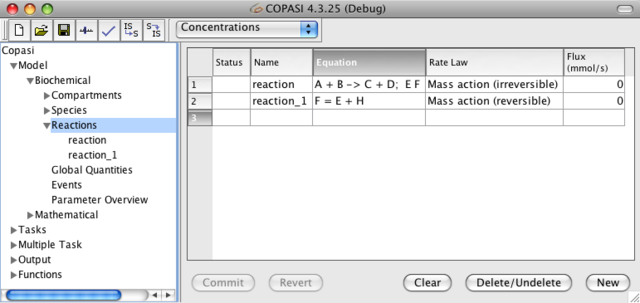 COPASI 4.3.25 (Debug)
IS S S IS
Concentrations
Copasi
Model
Biochemical
Compartments
Species
Reactions
reaction
reaction_1
Global Quantities
Events
Parameter Overview
Mathematical
Tasks
Multiple Task
Output
Functions
Status Name Equation Rate Law Flux
(mmol/s)
1 reaction A + B -> C + D; E F Mass action (irreversible) 0
2 reaction_1 F = E + H Mass action (reversible) 0
3
Commit Revert Clear Delete/Undelete New